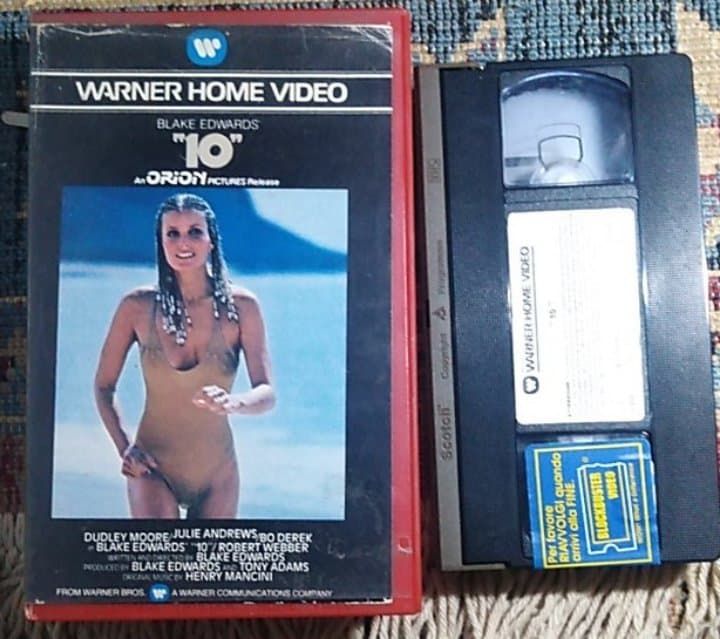 WARNER HOME VIDEO
BLAKE EDWARDS'
"10"
An ORION PICTURES Release
DUDLEY MOORE/JULIE ANDREWS/BO DEREK
in BLAKE EDWARDS' "10"/ROBERT WEBBER
WRITTEN AND DIRECTED BY BLAKE EDWARDS
PRODUCED BY BLAKE EDWARDS AND TONY ADAMS
ORIGINAL MUSIC BY HENRY MANCINI
FROM WARNER BROS. A WARNER COMMUNICATIONS COMPANY
Scotch Copyright Programmes
WARNER HOME VIDEO
"10"
Per favore
RIAVVOLGI quando
arrivi alla FINE.
BLOCKBUSTER
VIDEO